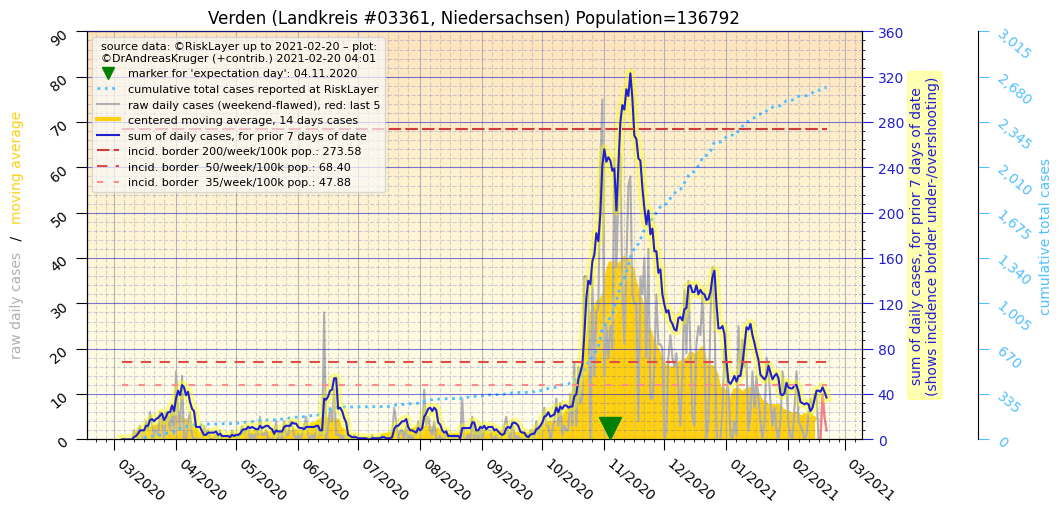 Verden (Landkreis #03361, Niedersachsen) Population=136792
source data: ©RiskLayer up to 2021-02-20 – plot:
©DrAndreasKruger (+contrib.) 2021-02-20 04:01
marker for 'expectation day': 04.11.2020
cumulative total cases reported at RiskLayer
raw daily cases (weekend-flawed), red: last 5
centered moving average, 14 days cases
sum of daily cases, for prior 7 days of date
incid. border 200/week/100k pop.: 273.58
incid. border  50/week/100k pop.: 68.40
incid. border  35/week/100k pop.: 47.88
raw daily cases  /  moving average
90
80
70
60
50
40
30
20
10
0
360
320
280
240
200
160
120
80
40
0
sum of daily cases, for prior 7 days of date
(shows incidence border under-/overshooting)
3,015
2,680
2,345
2,010
1,675
1,340
1,005
670
335
0
cumulative total cases
03/2020
04/2020
05/2020
06/2020
07/2020
08/2020
09/2020
10/2020
11/2020
12/2020
01/2021
02/2021
03/2021